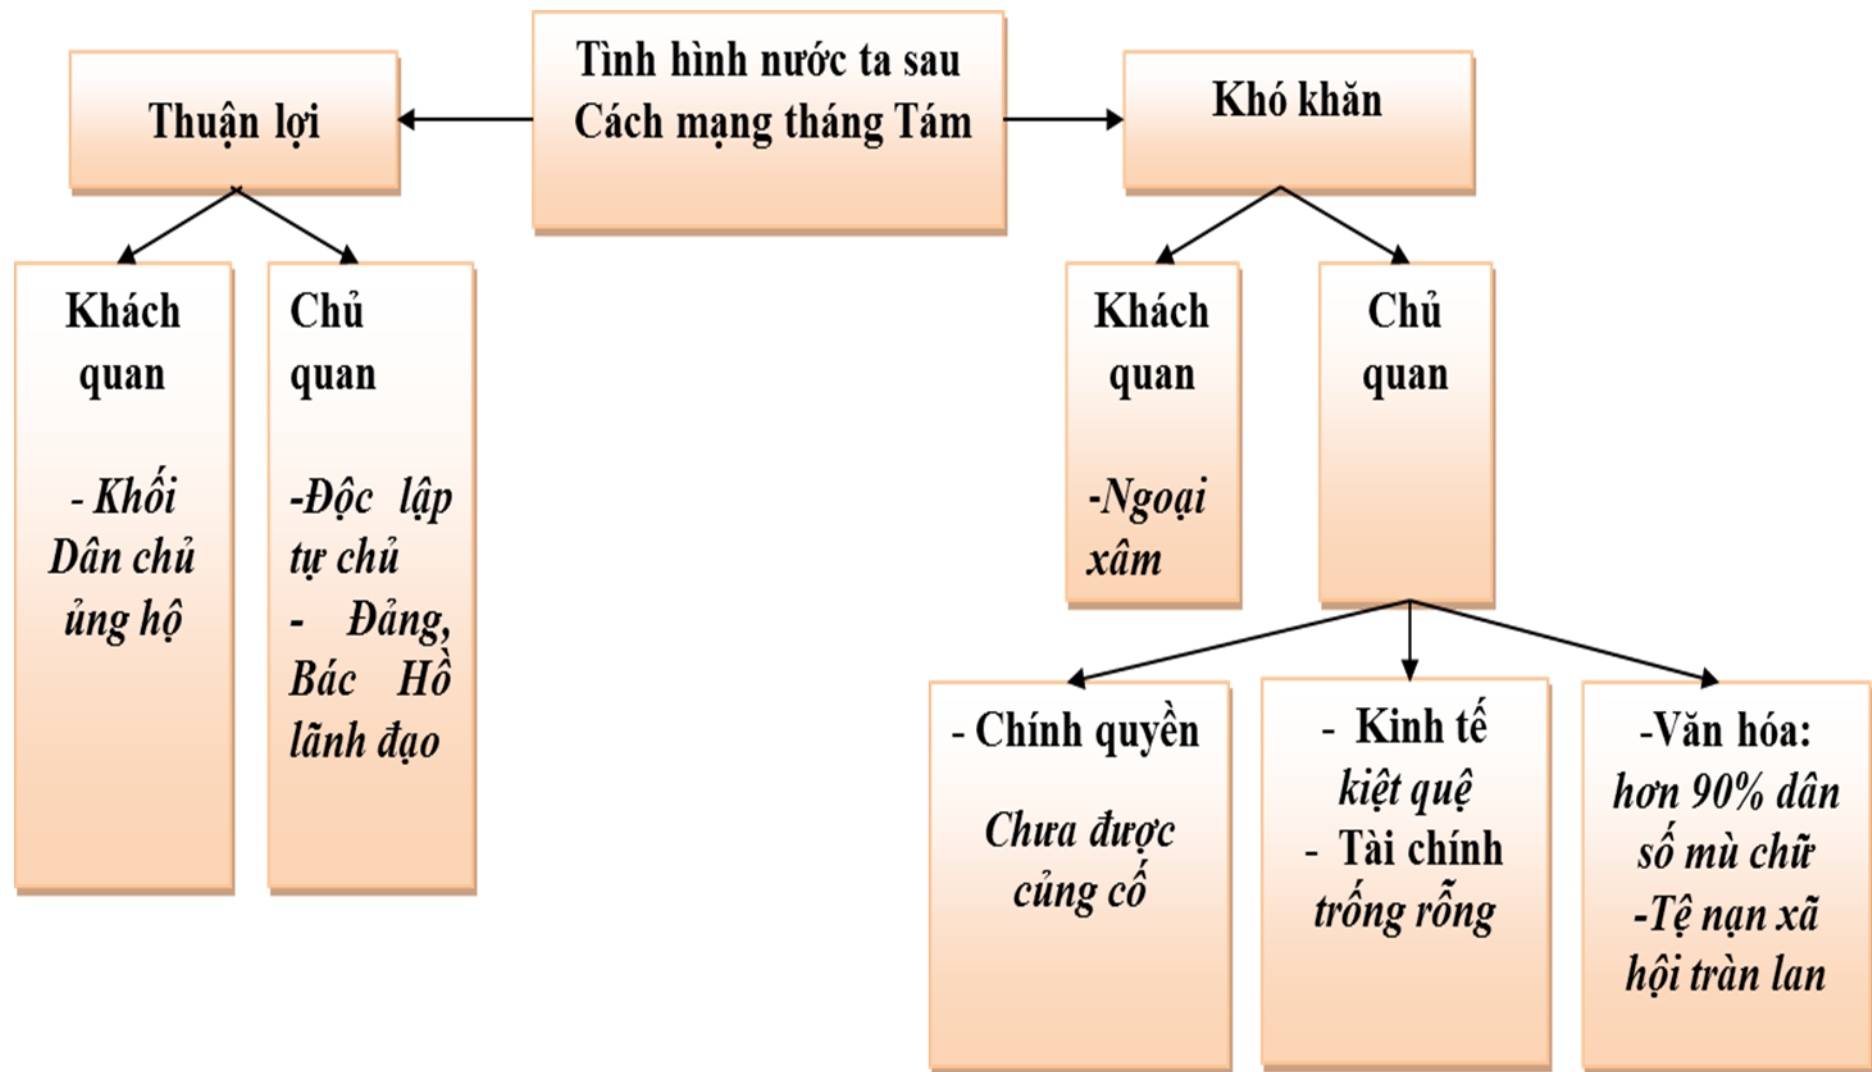 Tình hình nước ta sau
Cách mạng tháng Tám
Thuận lợi
Khó khăn
Khách
quan
- Khối
Dân chủ
ủng hộ
Chủ
quan
-Độc lập
tự chủ
- Đảng,
Bác Hồ
lãnh đạo
Khách
quan
-Ngoại
xâm
Chủ
quan
- Chính quyền
Chưa được
củng cố
- Kinh tế
kiệt quệ
- Tài chính
trống rỗng
-Văn hóa:
hơn 90% dân
số mù chữ
-Tệ nạn xã
hội tràn lan